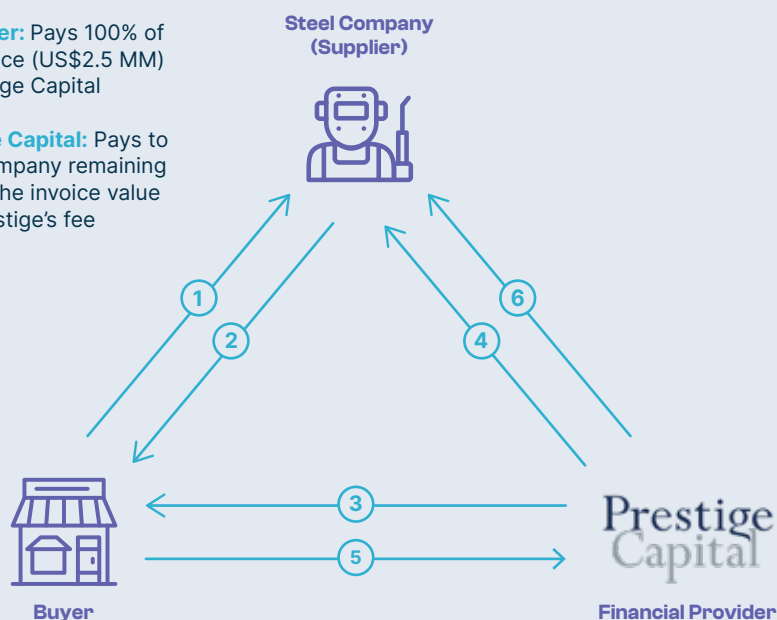 er: Pays 100% of
ce (US$2.5 MM)
ge Capital
Capital: Pays to
mpany remaining
he invoice value
stige's fee
Steel Company
(Supplier)
1
2
6
4
3
5
Prestige
Capital
Buyer
Financial Provider